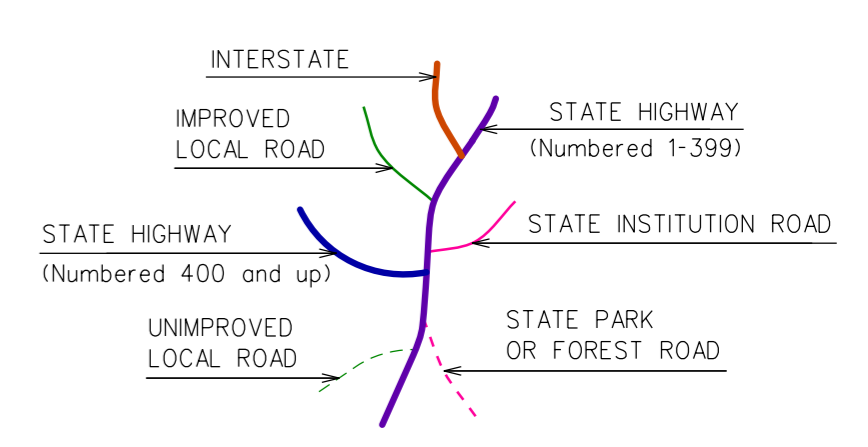 INTERSTATE
STATE HIGHWAY
(Numbered 1-399)
IMPROVED
LOCAL ROAD
STATE INSTITUTION ROAD
STATE HIGHWAY
(Numbered 400 and up)
STATE PARK
OR FOREST ROAD
UNIMPROVED
LOCAL ROAD